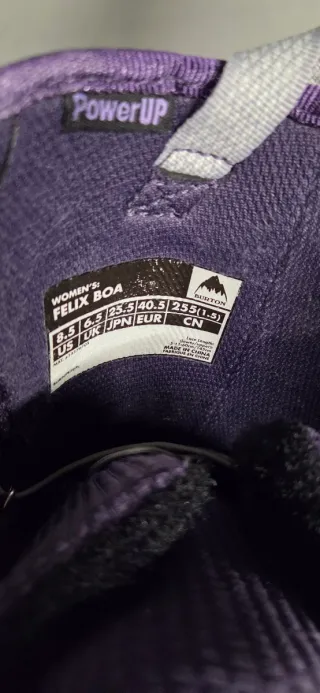 PowerUP
WOMEN'S:
FELIX BOA
BURTON
8.5 6.5 25.5 40.5 255(1.5)
US UK JPN EUR CN
MADE IN CHINA